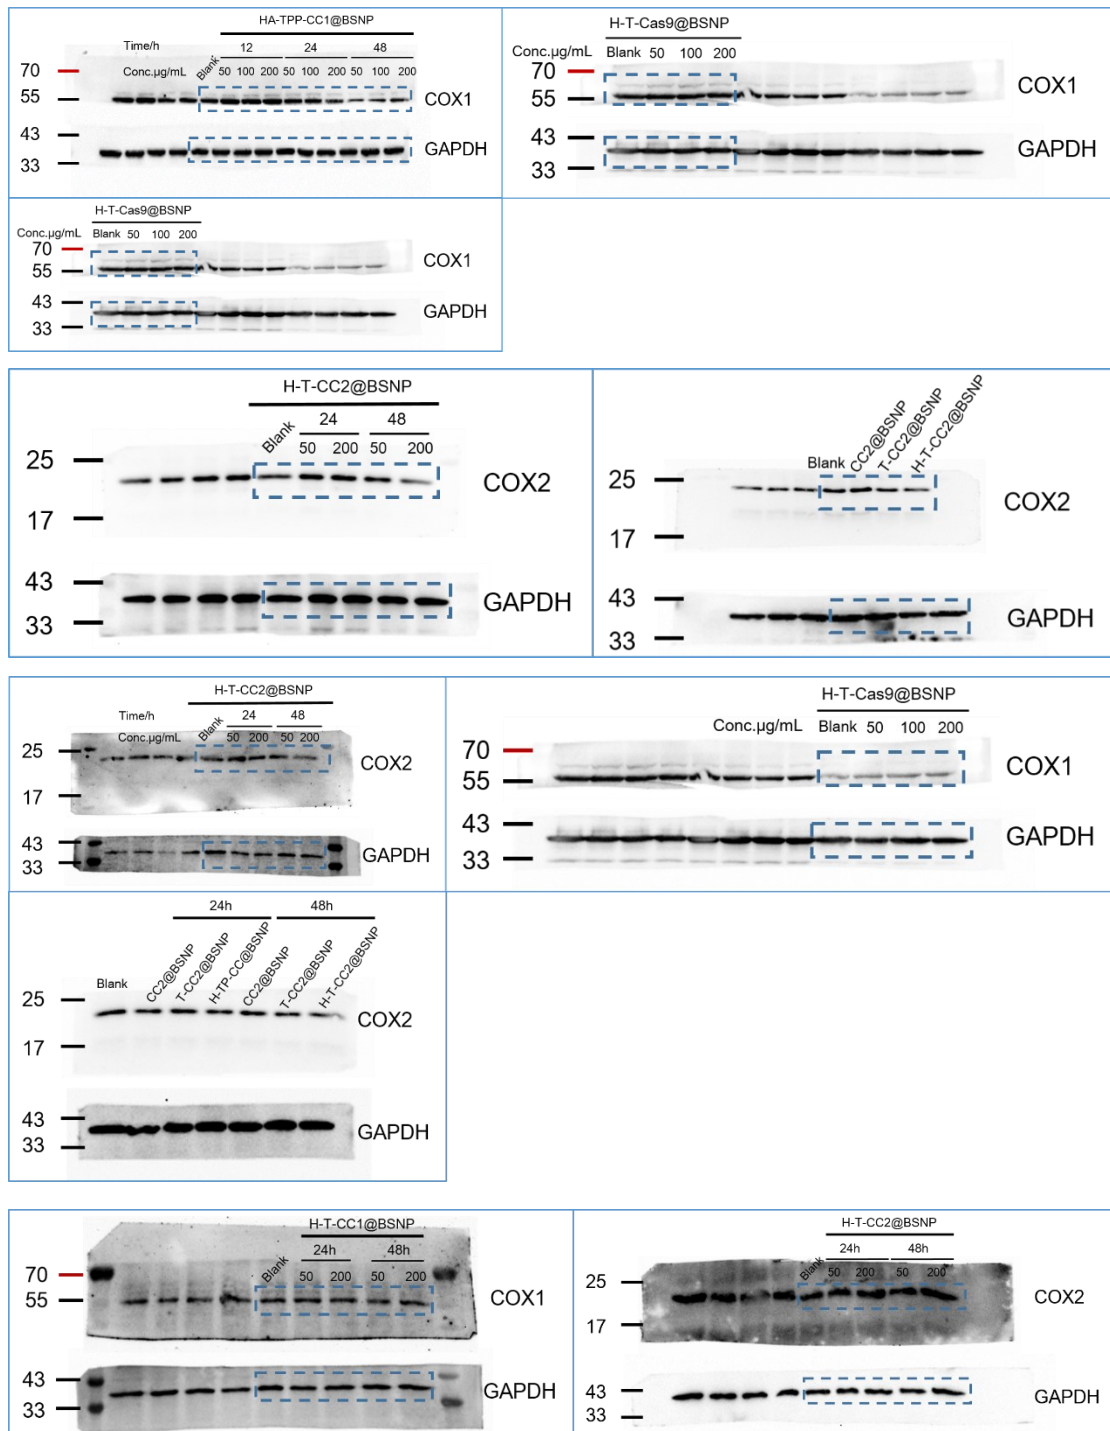 HA-TPP-CC1@BSNP
Time/h 12 24 48
Conc.μg/mL Blank 50 100 200 50 100 200 50 100 200
70
55 COX1
43
33 GAPDH
H-T-Cas9@BSNP
Conc.μg/mL Blank 50 100 200
70
55 COX1
43
33 GAPDH
H-T-Cas9@BSNP
Conc.μg/mL Blank 50 100 200
70
55 COX1
43
33 GAPDH
H-T-CC2@BSNP
24 48
Blank 50 200 50 200
25
COX2
17
43
GAPDH
33
Blank CC2@BSNP T-CC2@BSNP H-T-CC2@BSNP
25
COX2
17
43
GAPDH
33
H-T-CC2@BSNP
Time/h 24 48
Conc.μg/mL Blank 50 200 50 200
25
COX2
17
43
GAPDH
33
H-T-Cas9@BSNP
Conc.μg/mL Blank 50 100 200
70
COX1
55
43
GAPDH
33
24h 48h
Blank CC2@BSNP T-CC2@BSNP H-TP-CC@BSNP CC2@BSNP T-CC2@BSNP H-T-CC2@BSNP
25
COX2
17
43
GAPDH
33
H-T-CC1@BSNP
24h 48h
Blank 50 200 50 200
70
55 COX1
43
GAPDH
33
H-T-CC2@BSNP
24h 48h
Blank 50 200 50 200
25
COX2
17
43 GAPDH
33